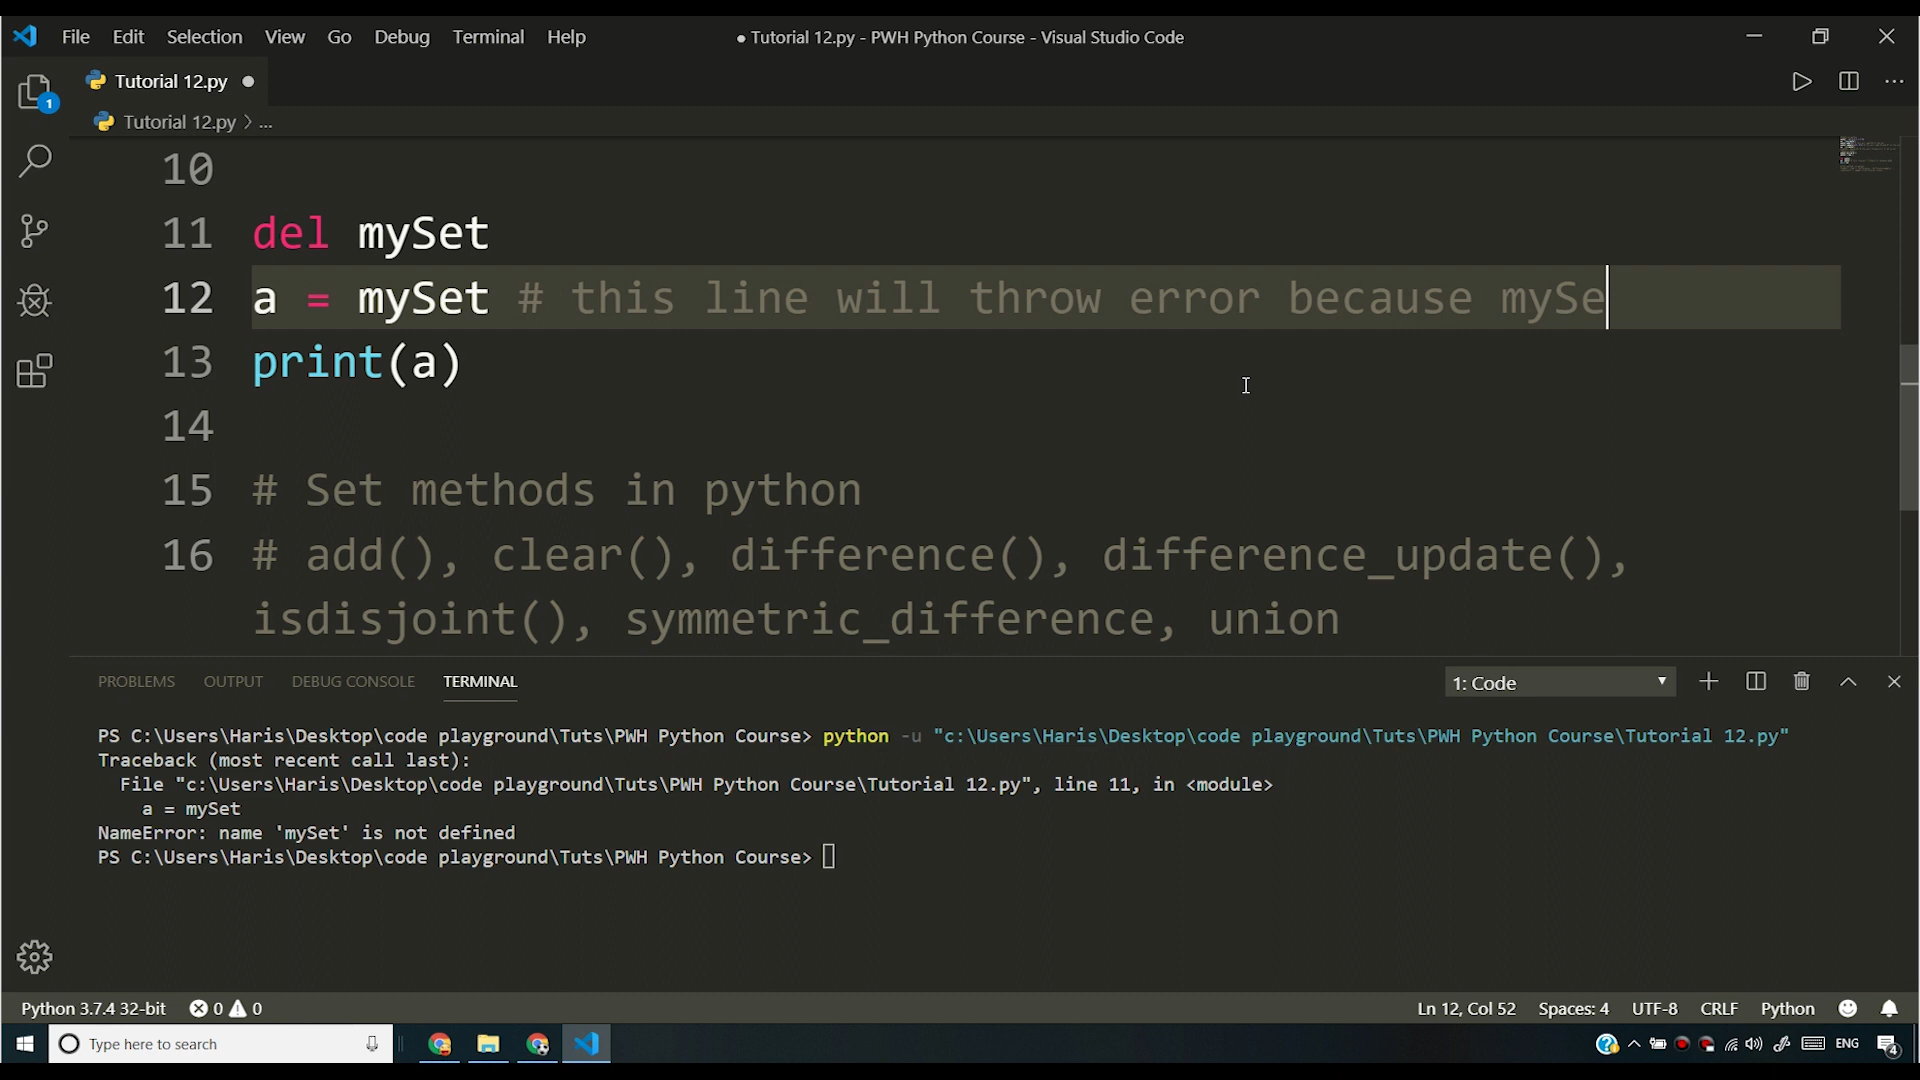 File Edit Selection View Go Debug Terminal Help
● Tutorial 12.py - PWH Python Course - Visual Studio Code
Tutorial 12.py ●
Tutorial 12.py > ...
1
10
11 del mySet
12 a = mySet # this line will throw error because mySe
13 print(a)
14
15 # Set methods in python
16 # add(), clear(), difference(), difference_update(),
isdisjoint(), symmetric_difference, union
PROBLEMS OUTPUT DEBUG CONSOLE TERMINAL
1: Code
PS C:\Users\Haris\Desktop\code playground\Tuts\PWH Python Course> python -u "c:\Users\Haris\Desktop\code playground\Tuts\PWH Python Course\Tutorial 12.py"
Traceback (most recent call last):
  File "c:\Users\Haris\Desktop\code playground\Tuts\PWH Python Course\Tutorial 12.py", line 11, in <module>
    a = mySet
NameError: name 'mySet' is not defined
PS C:\Users\Haris\Desktop\code playground\Tuts\PWH Python Course>
Python 3.7.4 32-bit 0 0
Ln 12, Col 52 Spaces: 4 UTF-8 CRLF Python
Type here to search
ENG
4